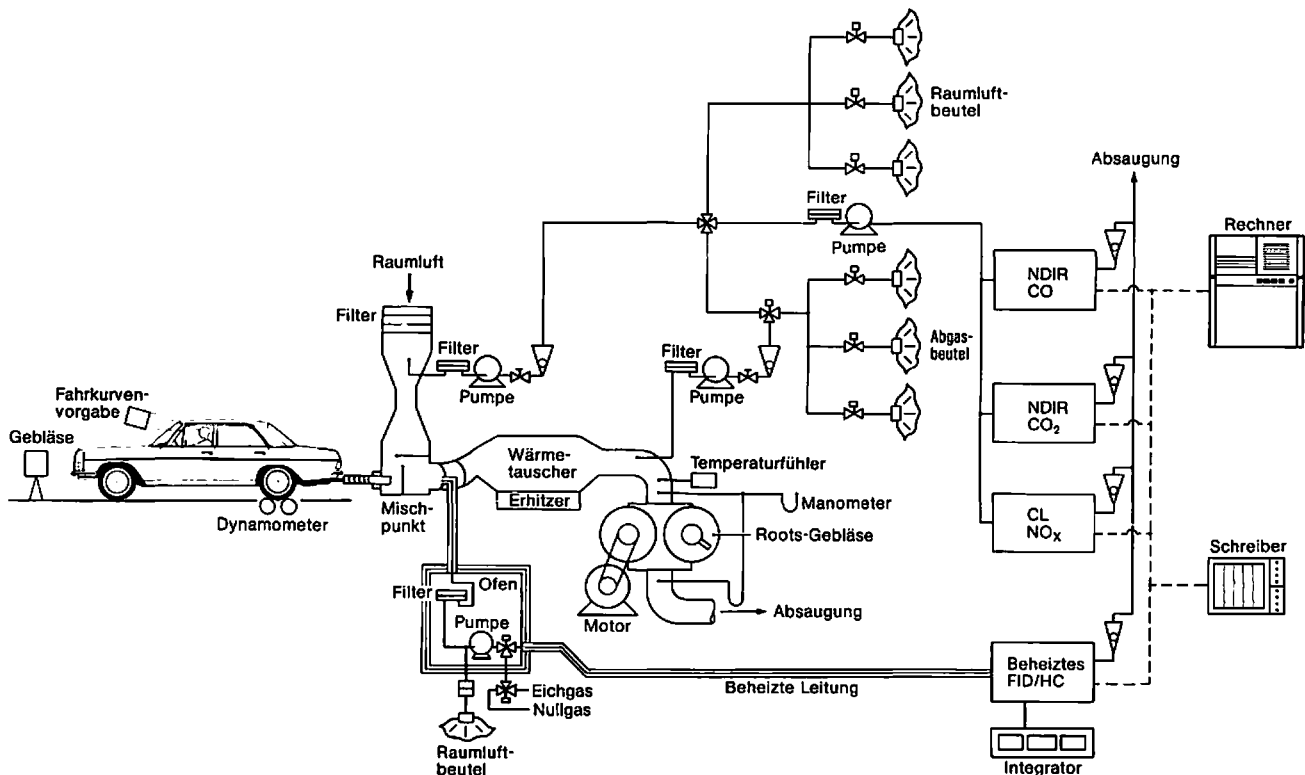 Raumluft-
beutel
Absaugung
Filter
Pumpe
Rechner
Raumluft
NDIR
CO
Filter
Filter
Pumpe
Filter
Pumpe
Abgas-
beutel
Fahrkurven-
vorgabe
Gebläse
NDIR
CO₂
Wärme-
tauscher
Temperaturfühler
Erhitzer
Manometer
Misch-
punkt
Dynamometer
CL
NOX
Roots-Gebläse
Schreiber
Ofen
Filter
Absaugung
Pumpe
Motor
Beheiztes
FID/HC
Beheizte Leitung
Eichgas
Nullgas
Raumluft-
beutel
Integrator